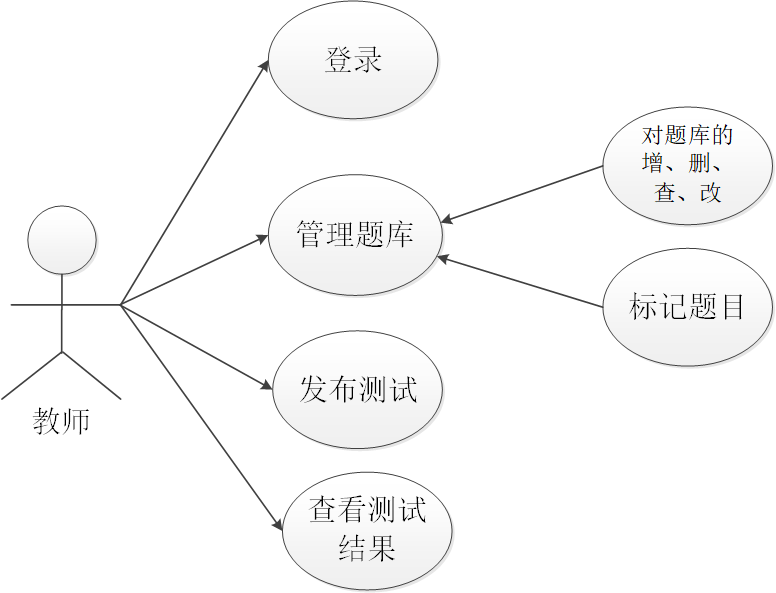 登录
对题库的
增、删、
查、改
管理题库
标记题目
发布测试
教师
查看测试
结果